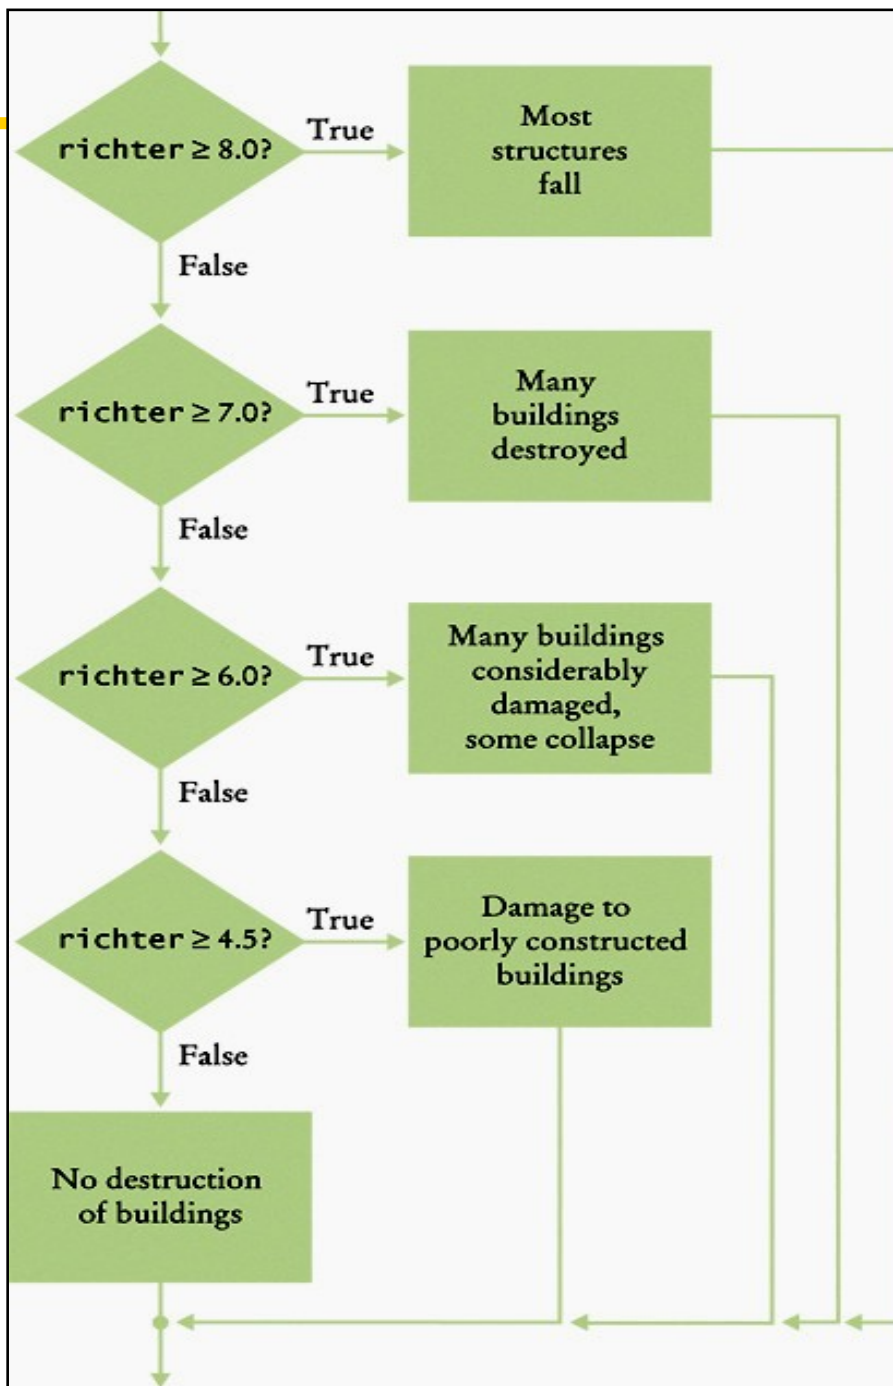 richter ≥ 8.0?
True
Most
structures
fall
False
richter ≥ 7.0?
True
Many
buildings
destroyed
False
richter ≥ 6.0?
True
Many buildings
considerably
damaged,
some collapse
False
richter ≥ 4.5?
True
Damage to
poorly constructed
buildings
False
No destruction
of buildings